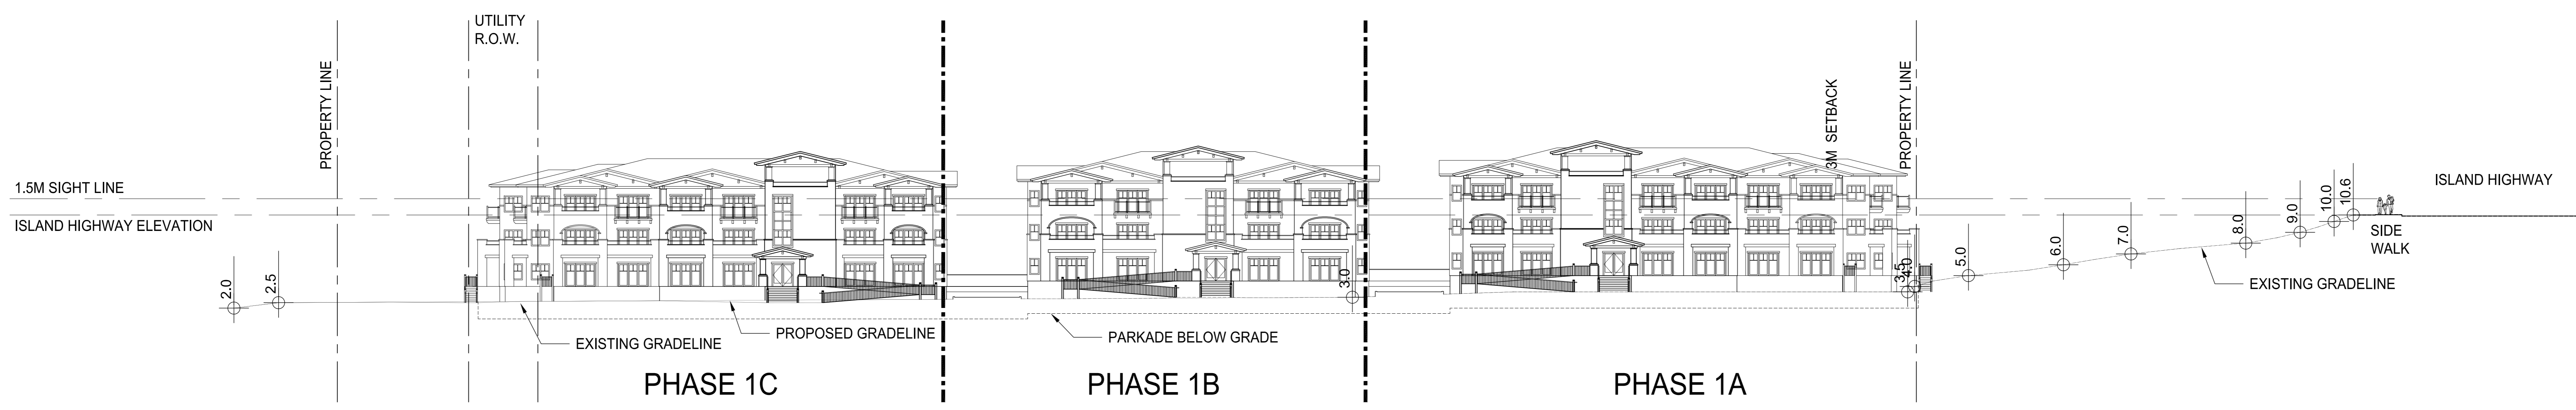 UTILITY
R.O.W.
PROPERTY LINE
3M SETBACK
PROPERTY LINE
1.5M SIGHT LINE
ISLAND HIGHWAY ELEVATION
ISLAND HIGHWAY
SIDE
WALK
2.0
2.5
3.0
3.5
4.0
5.0
6.0
7.0
8.0
9.0
10.0
10.6
EXISTING GRADELINE
EXISTING GRADELINE
PROPOSED GRADELINE
PARKADE BELOW GRADE
PHASE 1C
PHASE 1B
PHASE 1A